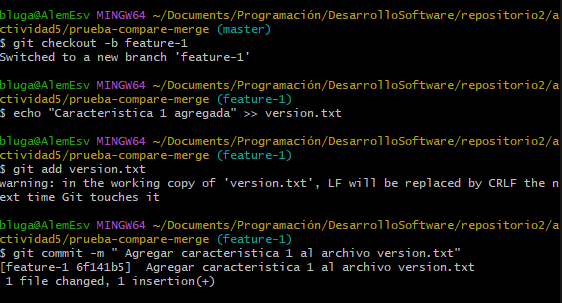 bluga@AlemEsv MINGW64 ~/Documents/Programación/DesarrolloSoftware/repositorio2/a
ctividad5/prueba-compare-merge (master)
$ git checkout -b feature-1
Switched to a new branch 'feature-1'
bluga@AlemEsv MINGW64 ~/Documents/Programación/DesarrolloSoftware/repositorio2/a
ctividad5/prueba-compare-merge (feature-1)
$ echo "Caracteristica 1 agregada" >> version.txt
bluga@AlemEsv MINGW64 ~/Documents/Programación/DesarrolloSoftware/repositorio2/a
ctividad5/prueba-compare-merge (feature-1)
$ git add version.txt
warning: in the working copy of 'version.txt', LF will be replaced by CRLF the n
ext time Git touches it
bluga@AlemEsv MINGW64 ~/Documents/Programación/DesarrolloSoftware/repositorio2/a
ctividad5/prueba-compare-merge (feature-1)
$ git commit -m " Agregar caracteristica 1 al archivo version.txt"
[feature-1 6f141b5]  Agregar caracteristica 1 al archivo version.txt
 1 file changed, 1 insertion(+)